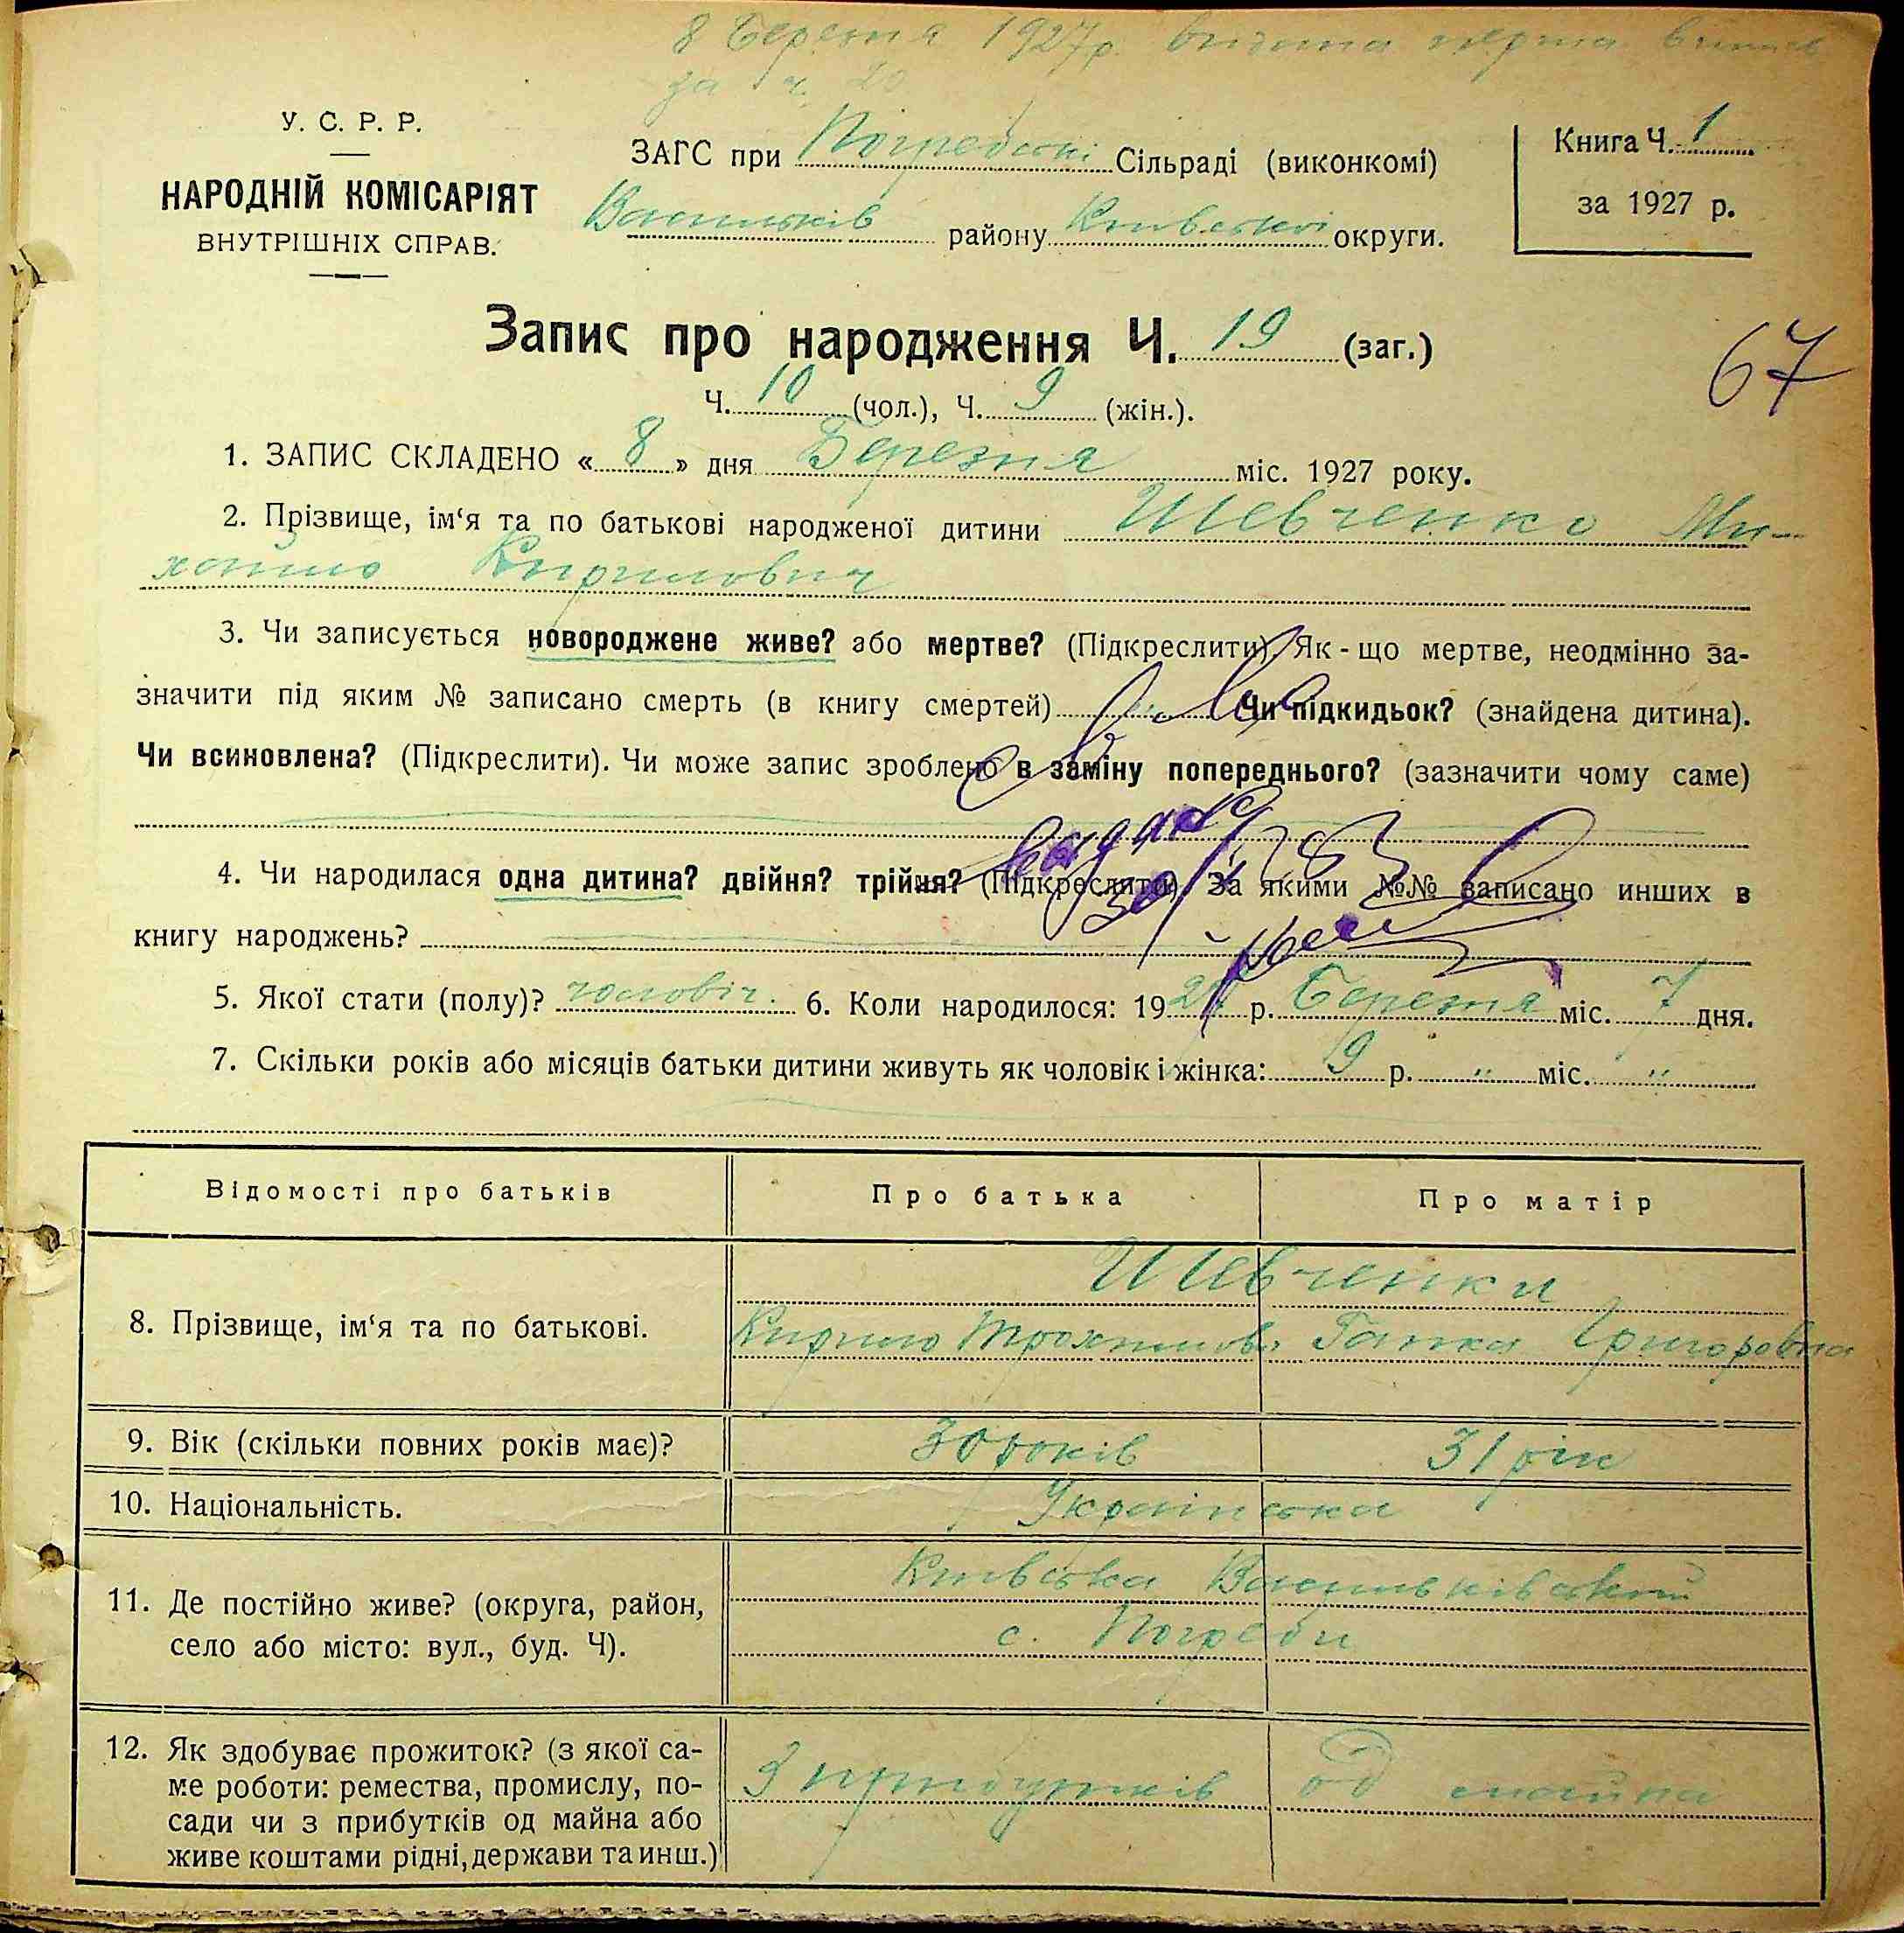 8 Березня 1927р. видана перша виписъ
за ч. 20
У. С. Р. Р.
НАРОДНІЙ КОМІСАРІЯТ
ВНУТРІШНІХ СПРАВ.
ЗАГС при Погребській Сільраді (виконкомі)
Васильків району Київської округи.
Книга Ч. 1
за 1927 р.
Запис про народження Ч. 19 (заг.)
67
Ч. 10 (чол.), Ч. 9 (жін.).
1. ЗАПИС СКЛАДЕНО « 8 » дня Березня міс. 1927 року.
2. Прізвище, ім‘я та по батькові народженої дитини Шевченко Ми-
хайло Кирилович
3. Чи записується новороджене живе? або мертве? (Підкреслити) Як-що мертве, неодмінно за-
значити під яким № записано смерть (в книгу смертей) Чи підкидьок? (знайдена дитина).
Чи всиновлена? (Підкреслити). Чи може запис зроблено в заміну попереднього? (зазначити чому саме)
4. Чи народилася одна дитина? двійня? трійня? (Підкреслити) За якими №№ записано инших в
книгу народжень?
5. Якої стати (полу)? чоловіч. 6. Коли народилося: 1927 р. Березня міс. 7 дня.
7. Скільки років або місяців батьки дитини живуть як чоловік і жінка: 9 р. " міс. "
Відомості про батьків Про батька Про матір
Шевченки
8. Прізвище, ім‘я та по батькові. Кирило Трохимов. Ганка Григоровна
9. Вік (скільки повних років має)? 30 років 31 рік
10. Національність. Українська
Київська Васильківський
11. Де постійно живе? (округа, район,
село або місто: вул., буд. Ч). с. Погреби
12. Як здобуває прожиток? (з якої са-
ме роботи: ремества, промислу, по-
сади чи з прибутків од майна або
живе коштами рідні, держави та инш.)
З прибутків од майна